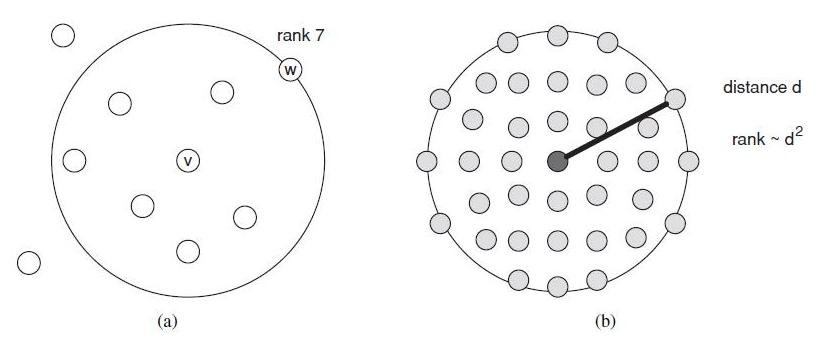 rank 7
w
v
(a)
distance d
rank ~ d²
(b)